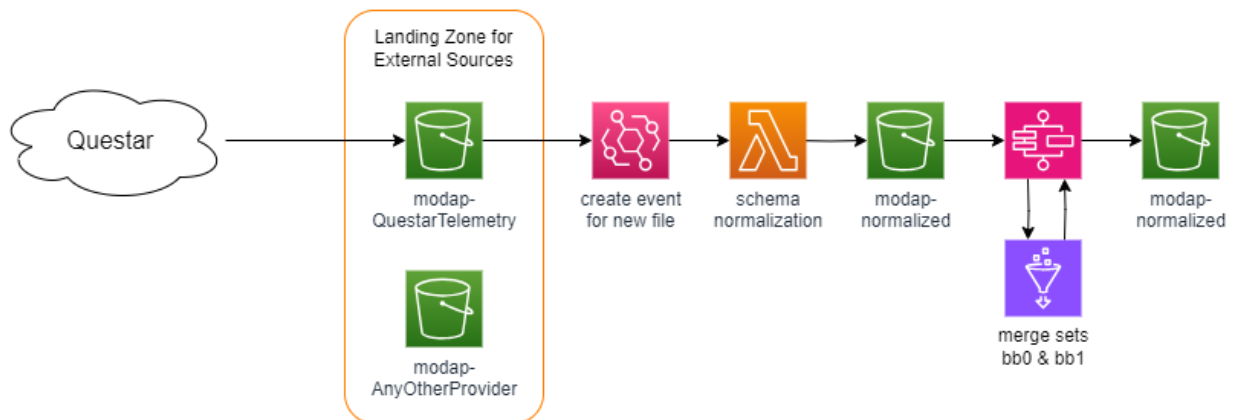 Landing Zone for
External Sources
Questar
modap-
QuestarTelemetry
create event
for new file
schema
normalization
modap-
normalized
modap-
normalized
merge sets
bb0 & bb1
modap-
AnyOtherProvider